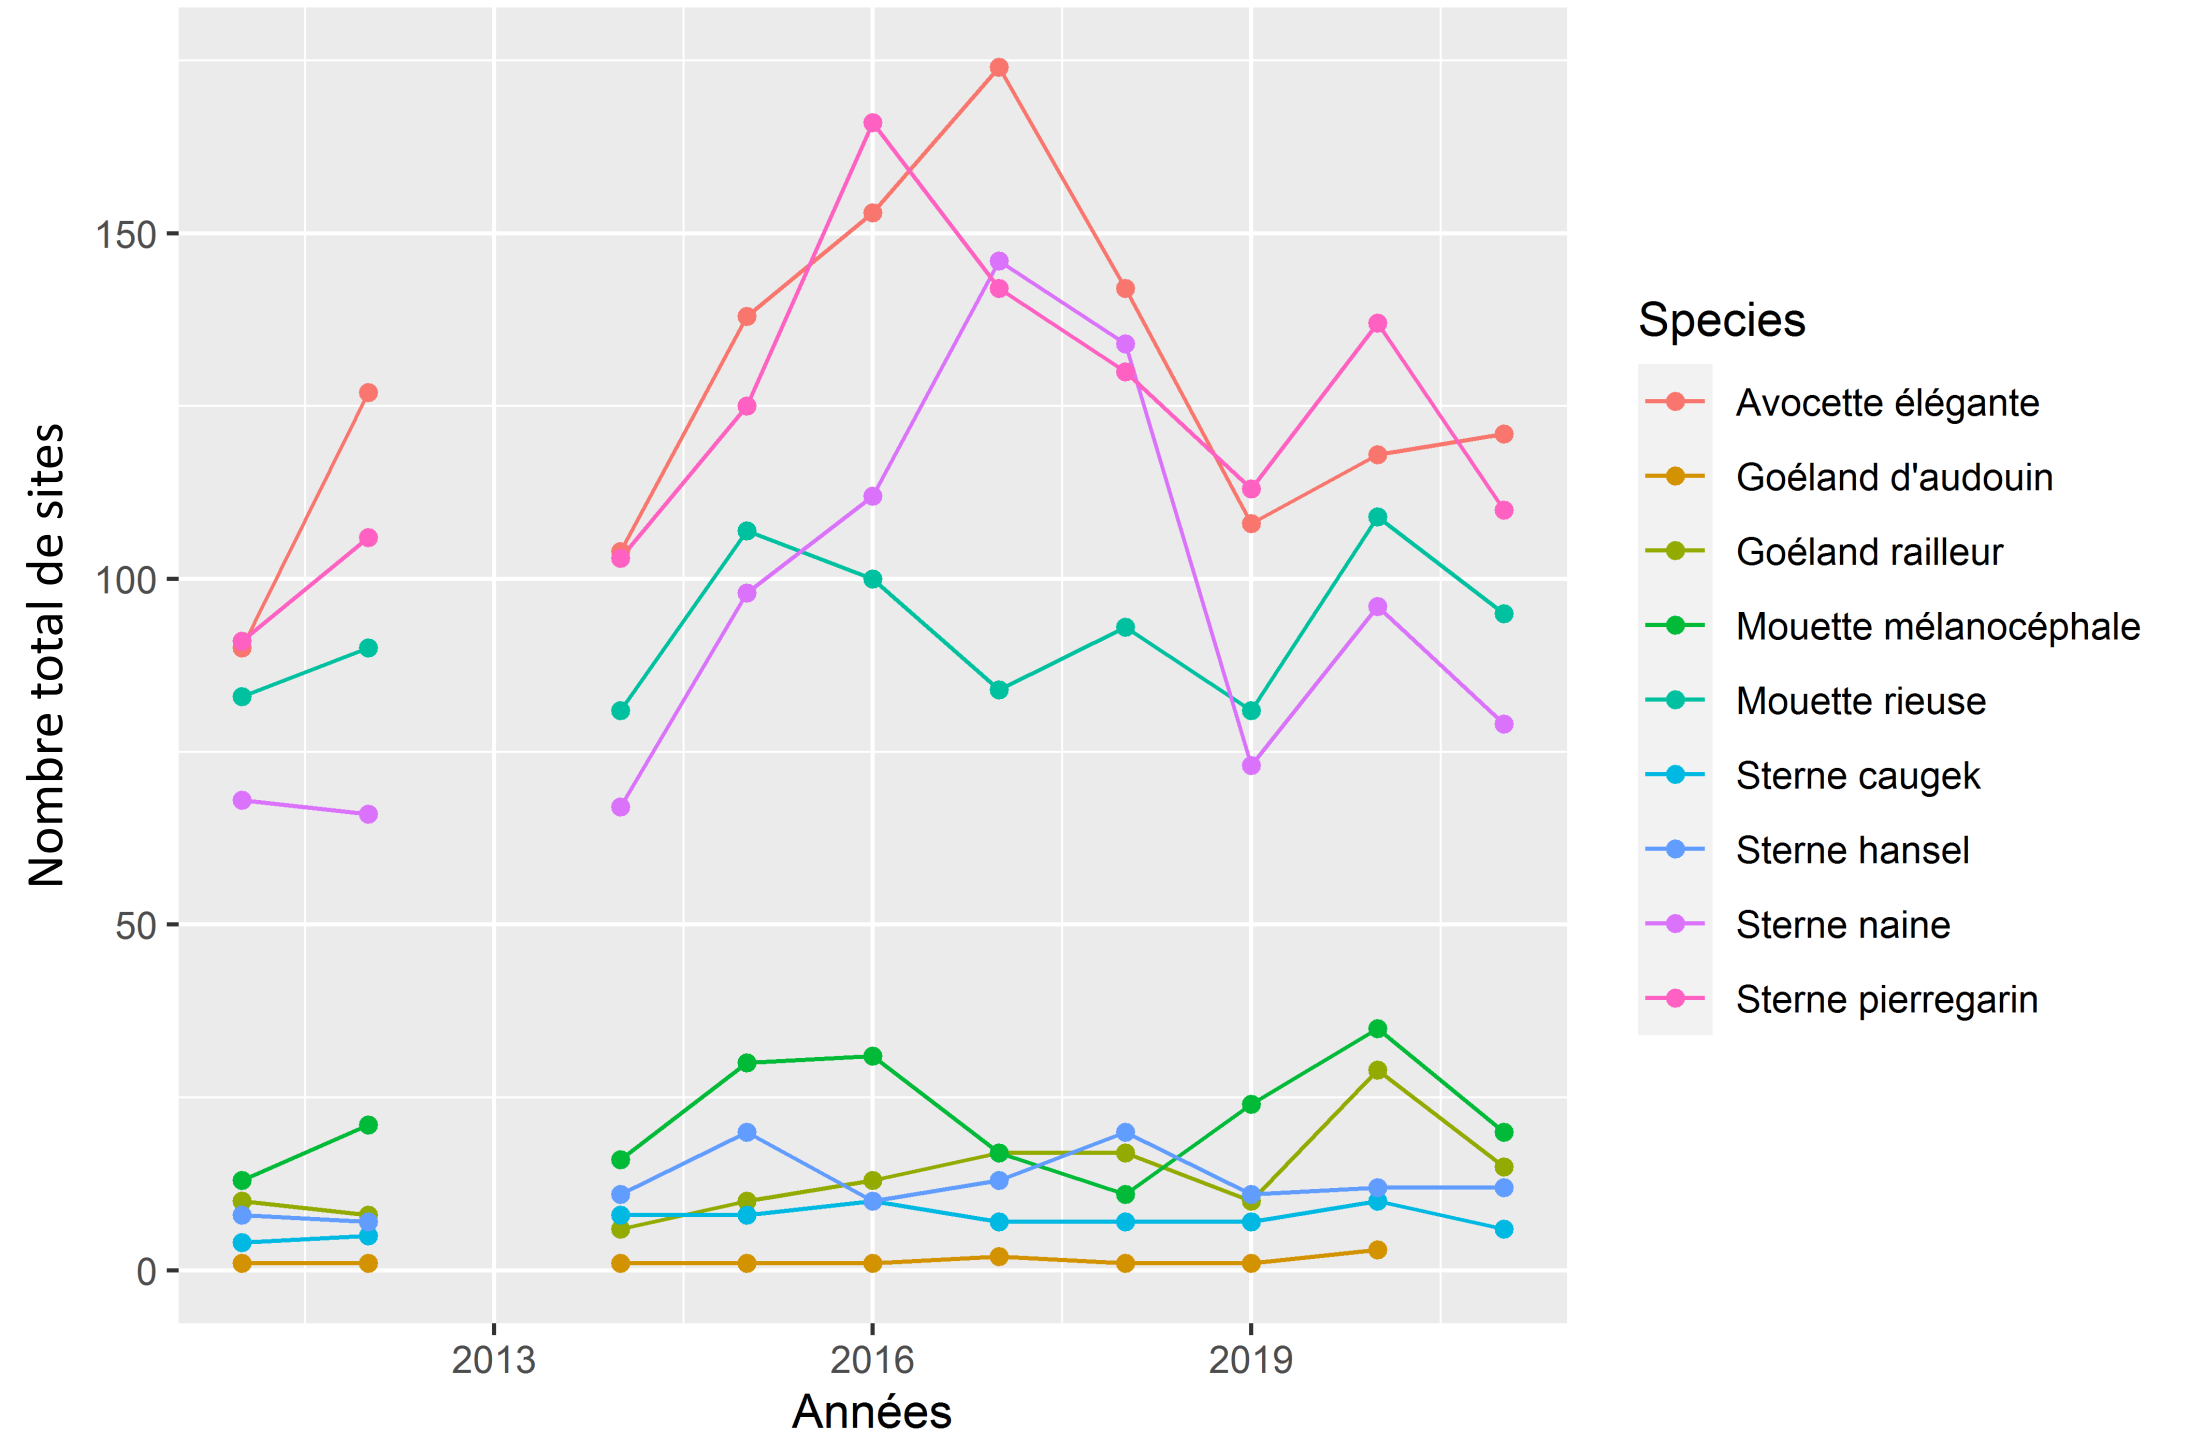 Nombre total de sites
150
100
50
0
2013
2016
2019
Années
Species
Avocette élégante
Goéland d'audouin
Goéland railleur
Mouette mélanocéphale
Mouette rieuse
Sterne caugek
Sterne hansel
Sterne naine
Sterne pierregarin